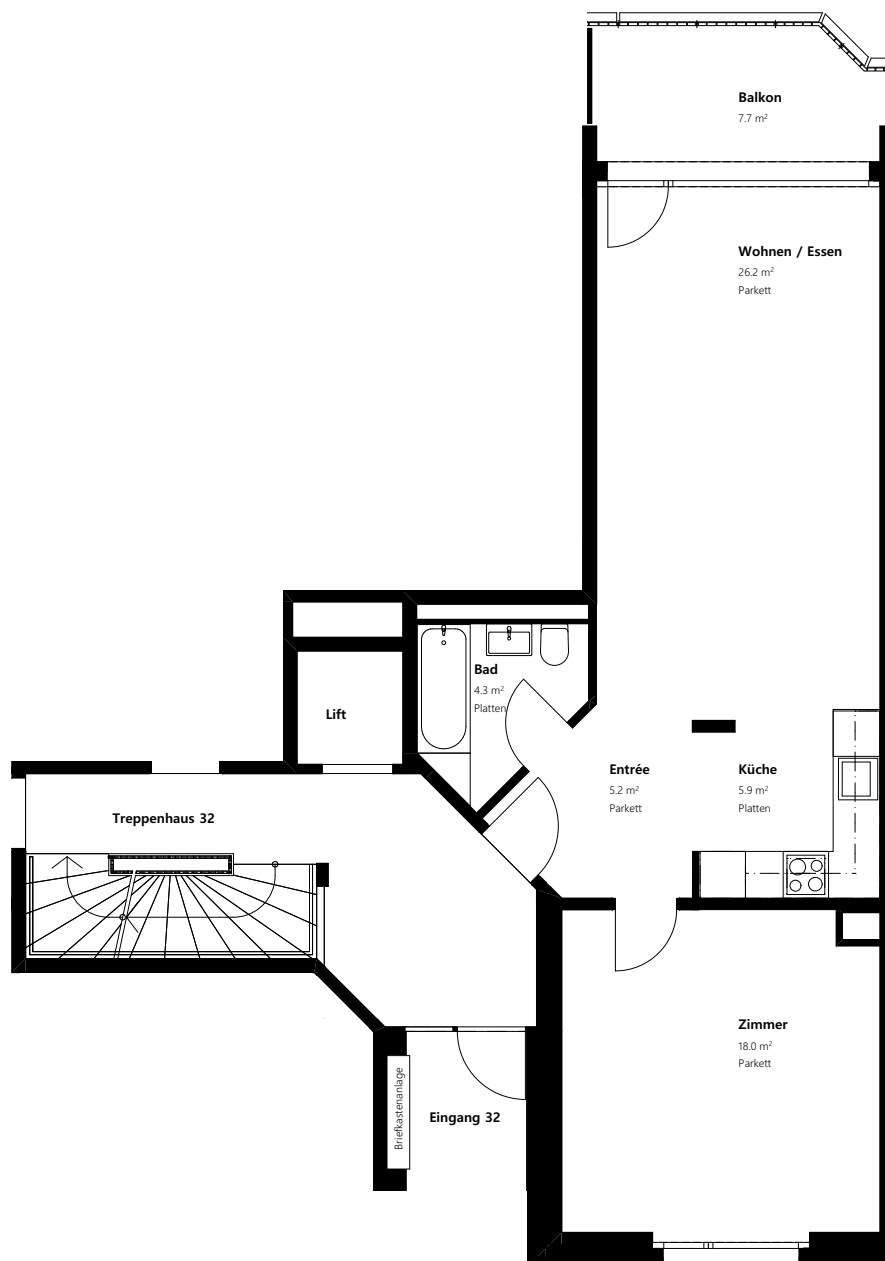 Balkon
7.7 m²
Wohnen / Essen
26.2 m²
Parkett
Bad
4.3 m²
Platten
Lift
Entrée
5.2 m²
Parkett
Küche
5.9 m²
Platten
Treppenhaus 32
Zimmer
18.0 m²
Parkett
Briefkastenanlage
Eingang 32